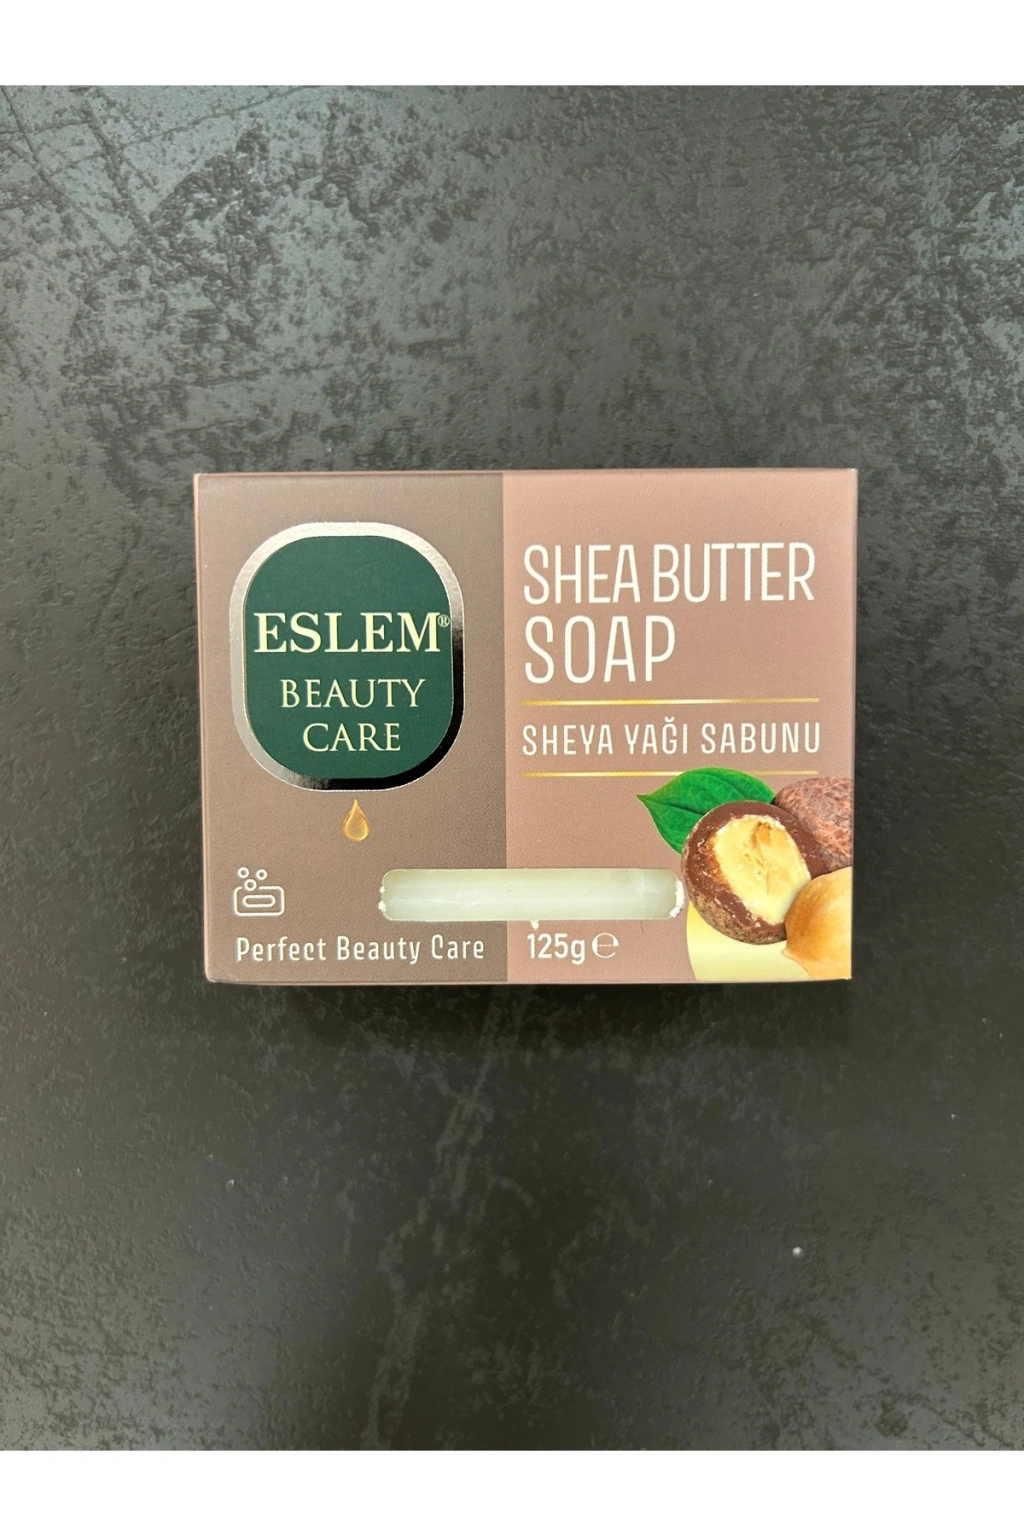 ESLEM®
BEAUTY
CARE
Perfect Beauty Care
SHEA BUTTER
SOAP
SHEYA YAĞI SABUNU
125g ℮